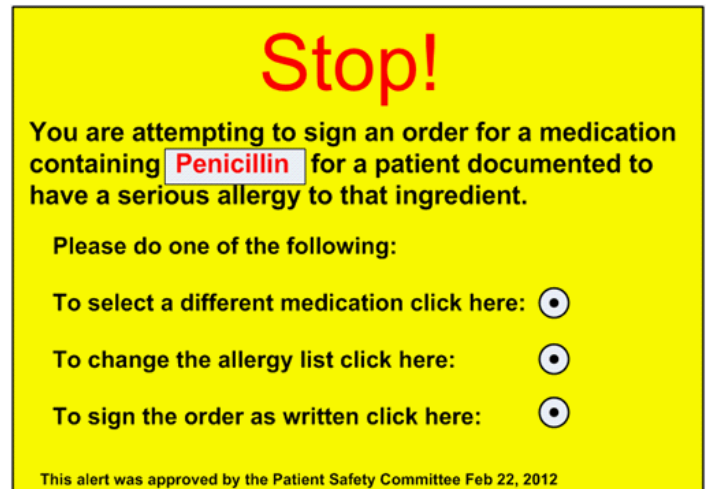 Stop!
You are attempting to sign an order for a medication
containing Penicillin for a patient documented to
have a serious allergy to that ingredient.
Please do one of the following:
To select a different medication click here:
To change the allergy list click here:
To sign the order as written click here:
This alert was approved by the Patient Safety Committee Feb 22, 2012